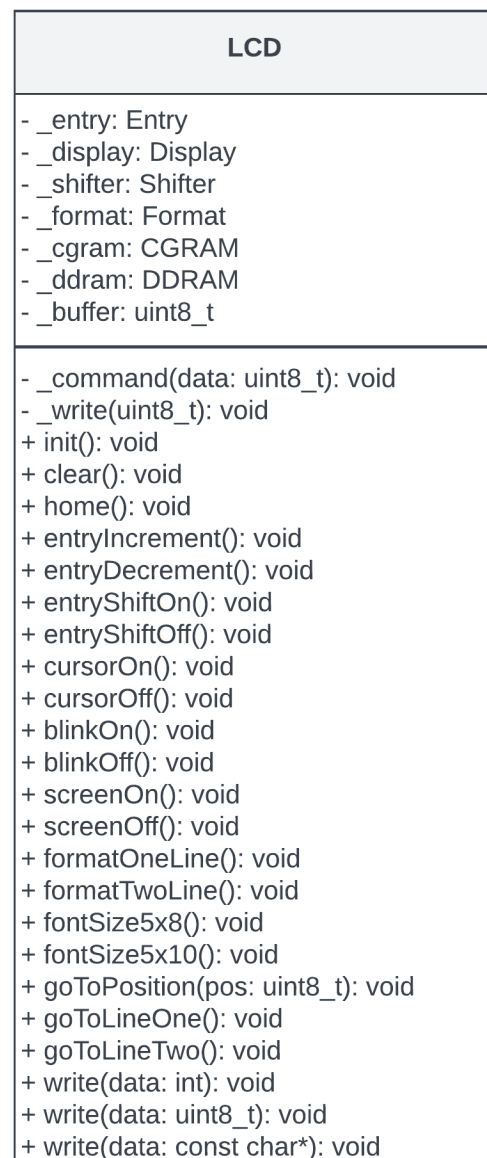 LCD
- _entry: Entry
- _display: Display
- _shifter: Shifter
- _format: Format
- _cgram: CGRAM
- _ddram: DDRAM
- _buffer: uint8_t
- _command(data: uint8_t): void
- _write(uint8_t): void
+ init(): void
+ clear(): void
+ home(): void
+ entryIncrement(): void
+ entryDecrement(): void
+ entryShiftOn(): void
+ entryShiftOff(): void
+ cursorOn(): void
+ cursorOff(): void
+ blinkOn(): void
+ blinkOff(): void
+ screenOn(): void
+ screenOff(): void
+ formatOneLine(): void
+ formatTwoLine(): void
+ fontSize5x8(): void
+ fontSize5x10(): void
+ goToPosition(pos: uint8_t): void
+ goToLineOne(): void
+ goToLineTwo(): void
+ write(data: int): void
+ write(data: uint8_t): void
+ write(data: const char*): void